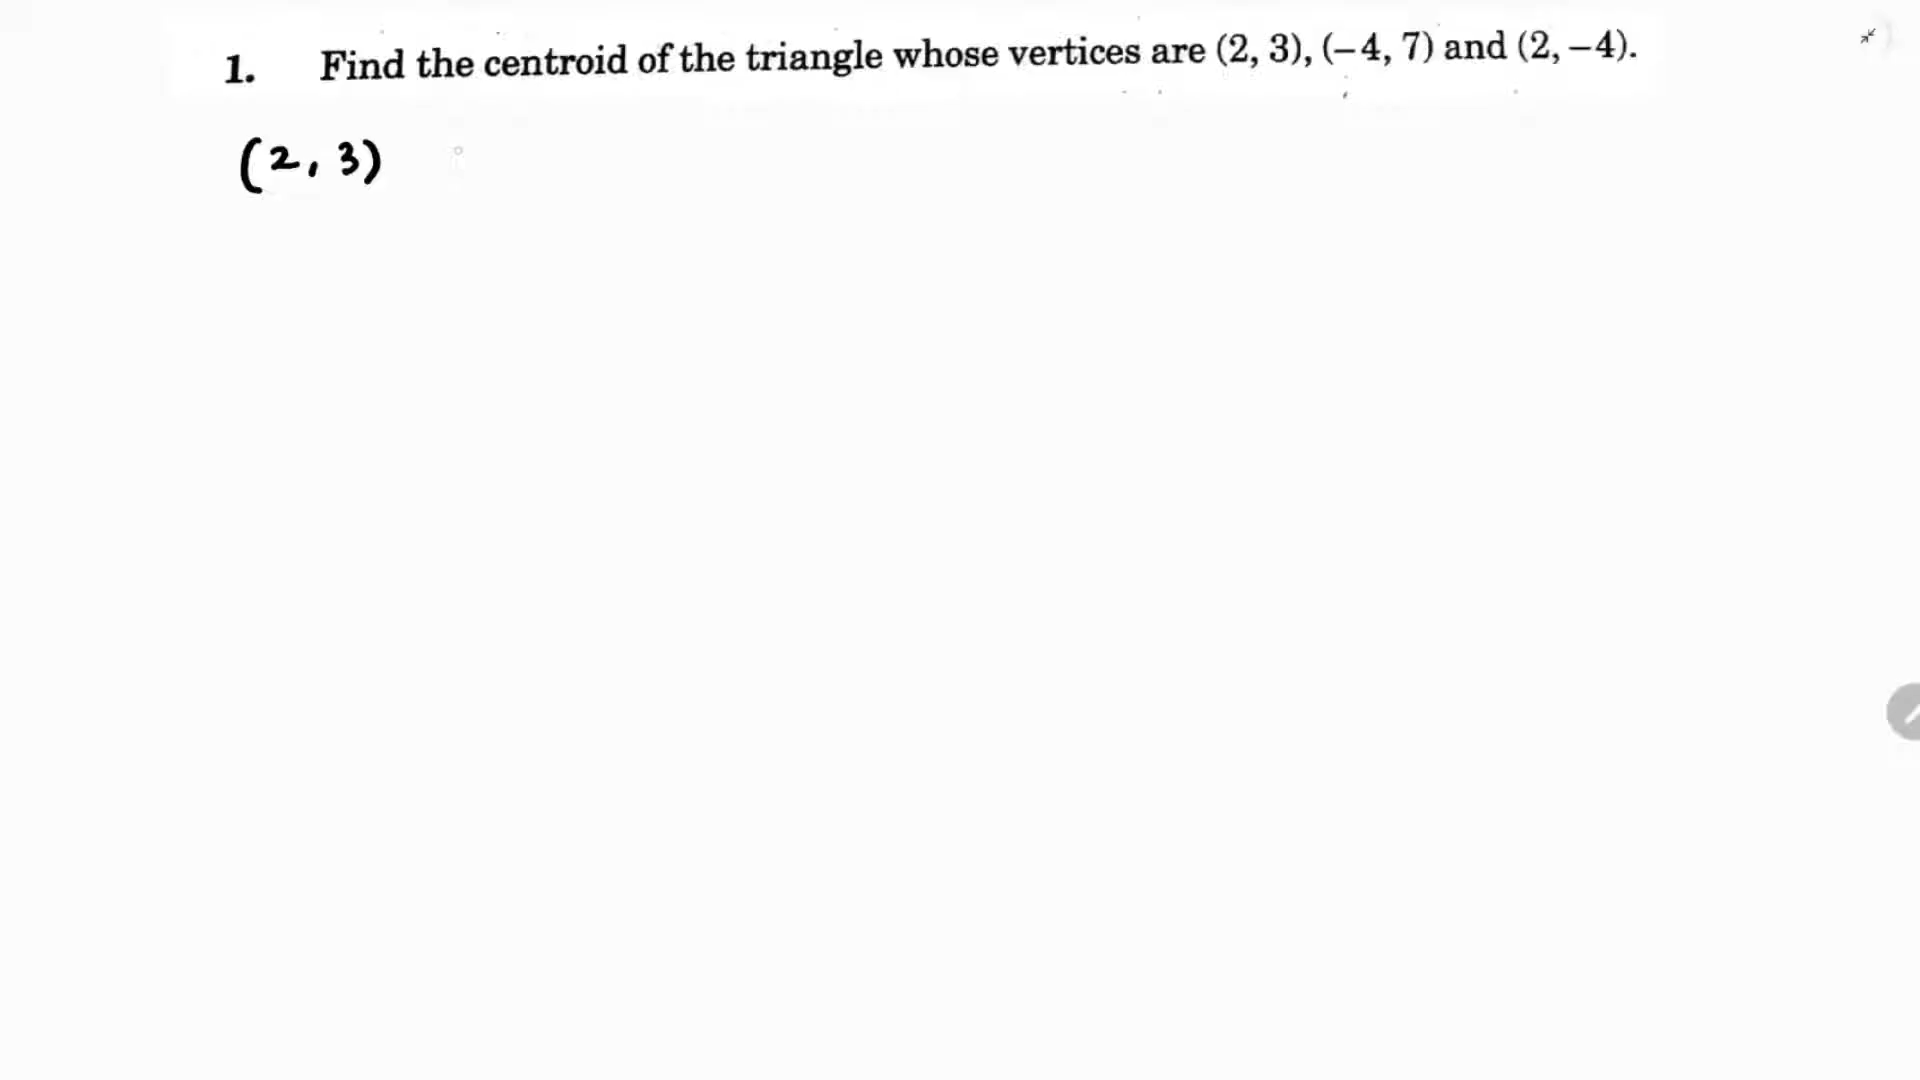 1. Find the centroid of the triangle whose vertices are (2, 3), (–4, 7) and (2, –4).
(2, 3)